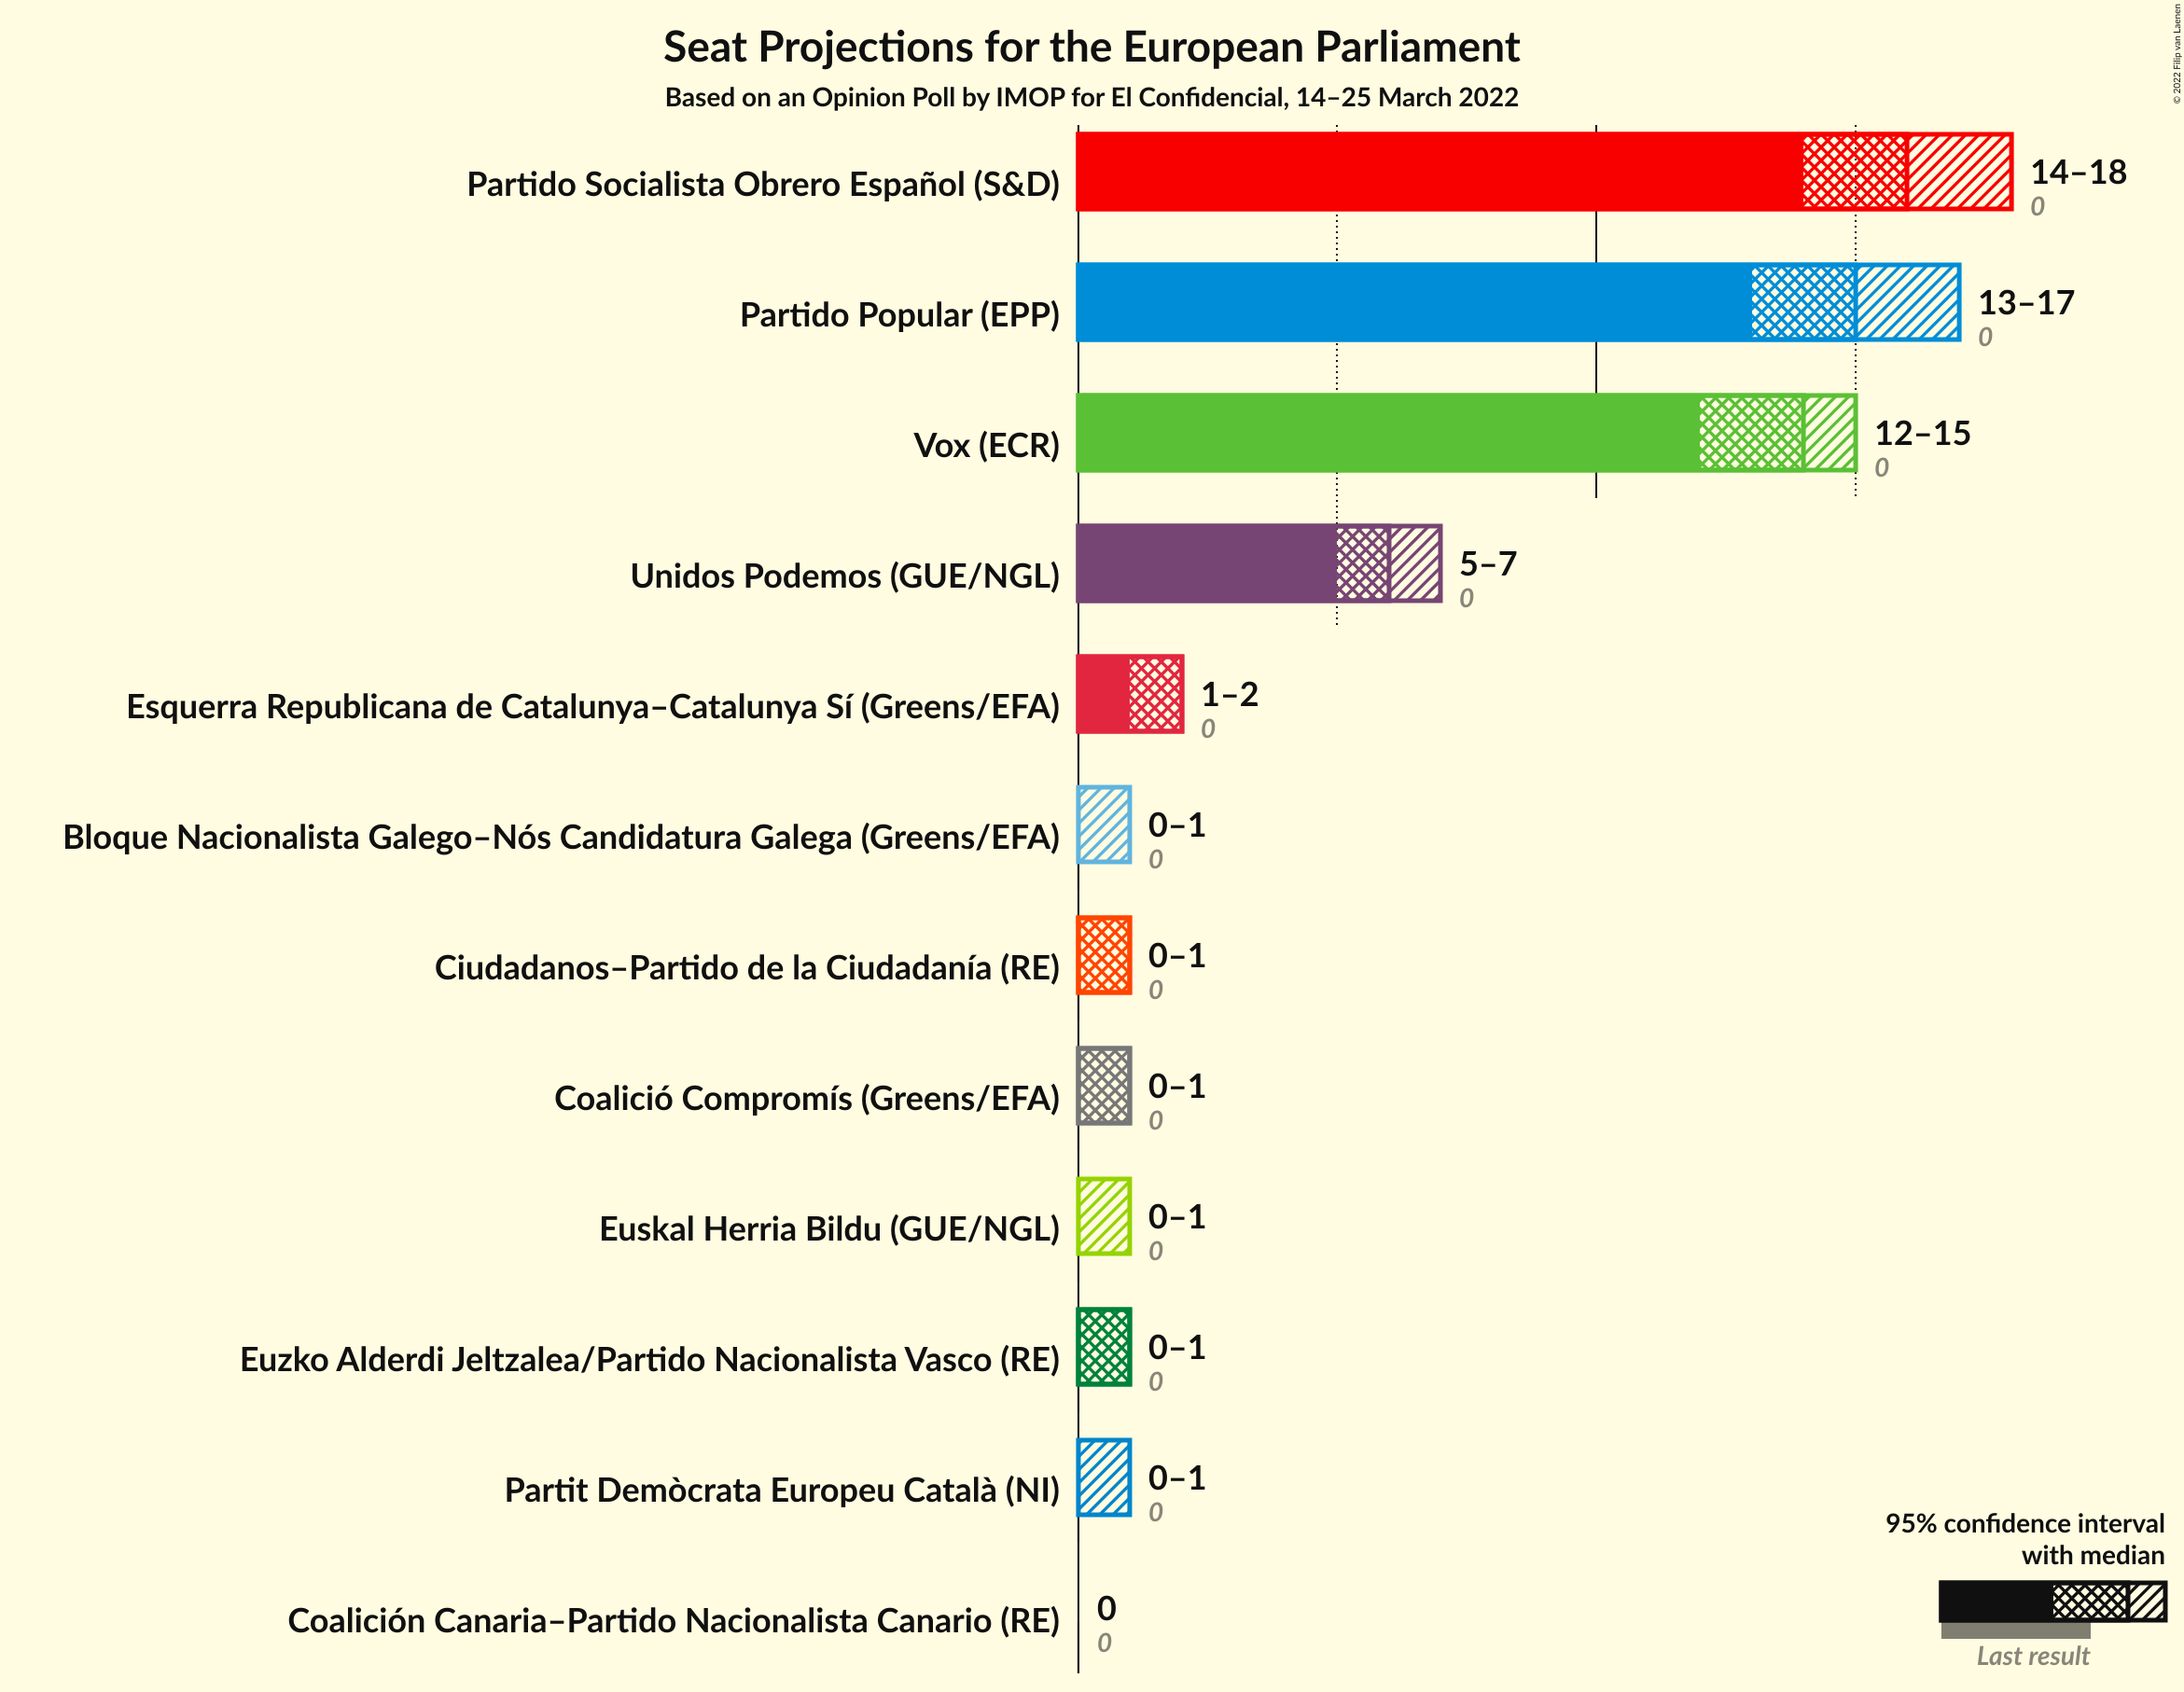 Seat Projections for the European Parliament
Based on an Opinion Poll by IMOP for El Confidencial, 14–25 March 2022
© 2022 Filip van Laenen
Partido Socialista Obrero Español (S&D)
14–18
0
Partido Popular (EPP)
13–17
0
Vox (ECR)
12–15
0
Unidos Podemos (GUE/NGL)
5–7
0
Esquerra Republicana de Catalunya–Catalunya Sí (Greens/EFA)
1–2
0
Bloque Nacionalista Galego–Nós Candidatura Galega (Greens/EFA)
0–1
0
Ciudadanos–Partido de la Ciudadanía (RE)
0–1
0
Coalició Compromís (Greens/EFA)
0–1
0
Euskal Herria Bildu (GUE/NGL)
0–1
0
Euzko Alderdi Jeltzalea/Partido Nacionalista Vasco (RE)
0–1
0
Partit Demòcrata Europeu Català (NI)
0–1
0
Coalición Canaria–Partido Nacionalista Canario (RE)
0
0
95% confidence interval
with median
Last result